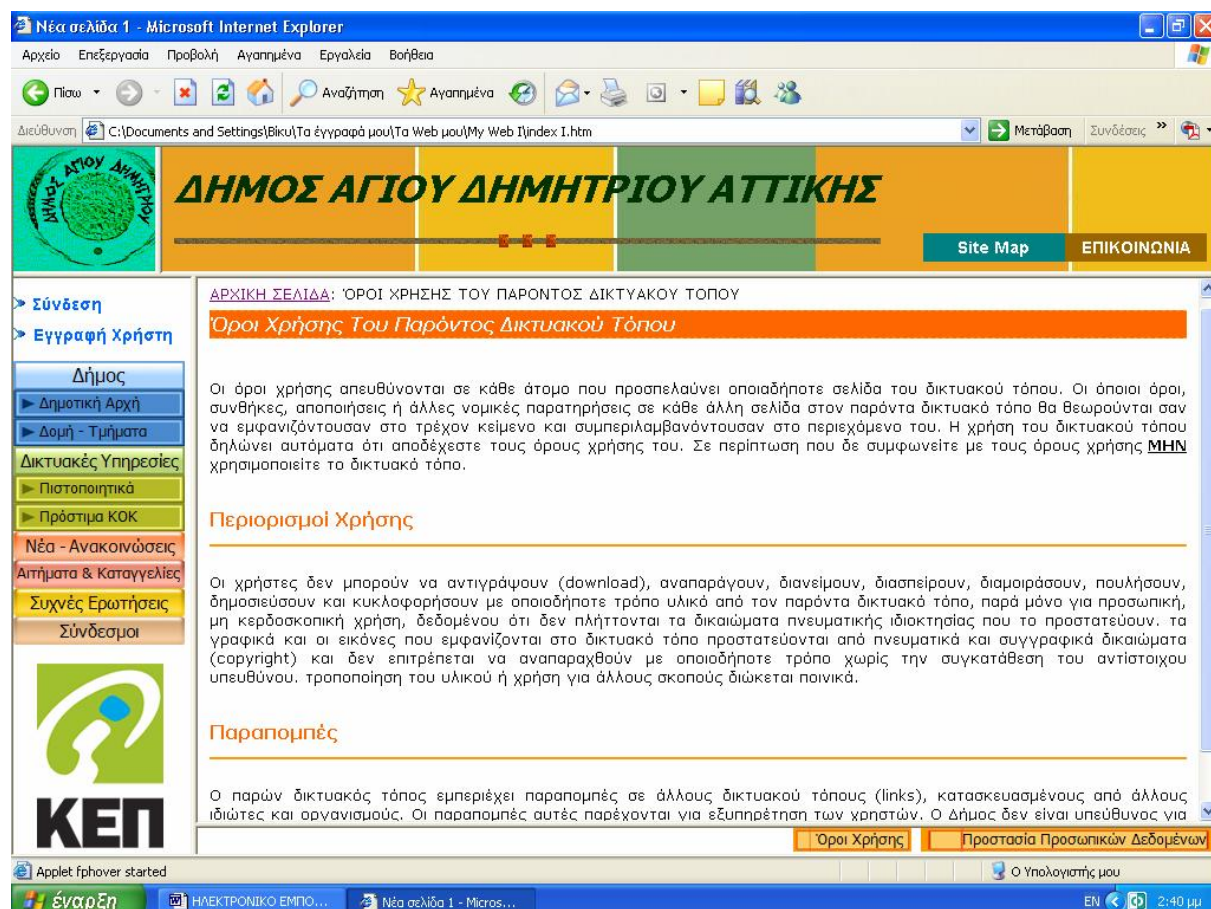 Νέα σελίδα 1 - Microsoft Internet Explorer
Αρχείο Επεξεργασία Προβολή Αγαπημένα Εργαλεία Βοήθεια
Πίσω Αναζήτηση Αγαπημένα
Διεύθυνση C:\Documents and Settings\Βίκυ\Τα έγγραφά μου\Τα Web μου\My Web I\index I.htm Μετάβαση Συνδέσεις »
ΔΗΜΟΣ ΑΓΙΟΥ ΔΗΜΗΤΡΙΟΥ
ΔΗΜΟΣ ΑΓΙΟΥ ΔΗΜΗΤΡΙΟΥ ΑΤΤΙΚΗΣ
Site Map ΕΠΙΚΟΙΝΩΝΙΑ
Σύνδεση
Εγγραφή Χρήστη
Δήμος
Δημοτική Αρχή
Δομή - Τμήματα
Δικτυακές Υπηρεσίες
Πιστοποιητικά
Πρόστιμα ΚΟΚ
Νέα - Ανακοινώσεις
Αιτήματα & Καταγγελίες
Συχνές Ερωτήσεις
Σύνδεσμοι
ΚΕΠ
ΑΡΧΙΚΗ ΣΕΛΙΔΑ: ΌΡΟΙ ΧΡΗΣΗΣ ΤΟΥ ΠΑΡΟΝΤΟΣ ΔΙΚΤΥΑΚΟΥ ΤΟΠΟΥ
Όροι Χρήσης Του Παρόντος Δικτυακού Τόπου
Οι όροι χρήσης απευθύνονται σε κάθε άτομο που προσπελαύνει οποιαδήποτε σελίδα του δικτυακού τόπου. Οι όποιοι όροι,
συνθήκες, αποποιήσεις ή άλλες νομικές παρατηρήσεις σε κάθε άλλη σελίδα στον παρόντα δικτυακό τόπο θα θεωρούνται σαν
να εμφανιζόντουσαν στο τρέχον κείμενο και συμπεριλαμβανόντουσαν στο περιεχόμενο του. Η χρήση του δικτυακού τόπου
δηλώνει αυτόματα ότι αποδέχεστε τους όρους χρήσης του. Σε περίπτωση που δε συμφωνείτε με τους όρους χρήσης ΜΗΝ
χρησιμοποιείτε το δικτυακό τόπο.
Περιορισμοί Χρήσης
Οι χρήστες δεν μπορούν να αντιγράψουν (download), αναπαράγουν, διανείμουν, διασπείρουν, διαμοιράσουν, πουλήσουν,
δημοσιεύσουν και κυκλοφορήσουν με οποιοδήποτε τρόπο υλικό από τον παρόντα δικτυακό τόπο, παρά μόνο για προσωπική,
μη κερδοσκοπική χρήση, δεδομένου ότι δεν πλήττονται τα δικαιώματα πνευματικής ιδιοκτησίας που το προστατεύουν. τα
γραφικά και οι εικόνες που εμφανίζονται στο δικτυακό τόπο προστατεύονται από πνευματικά και συγγραφικά δικαιώματα
(copyright) και δεν επιτρέπεται να αναπαραχθούν με οποιοδήποτε τρόπο χωρίς την συγκατάθεση του αντίστοιχου
υπευθύνου. τροποποίηση του υλικού ή χρήση για άλλους σκοπούς διώκεται ποινικά.
Παραπομπές
Ο παρών δικτυακός τόπος εμπεριέχει παραπομπές σε άλλους δικτυακού τόπους (links), κατασκευασμένους από άλλους
ιδιώτες και οργανισμούς. Οι παραπομπές αυτές παρέχονται για εξυπηρέτηση των χρηστών. Ο Δήμος δεν είναι υπεύθυνος για
Όροι Χρήσης Προστασία Προσωπικών Δεδομένων
Applet fphover started Ο Υπολογιστής μου
έναρξη ΗΛΕΚΤΡΟΝΙΚΟ ΕΜΠΟ... Νέα σελίδα 1 - Micros... EN 2:40 μμ